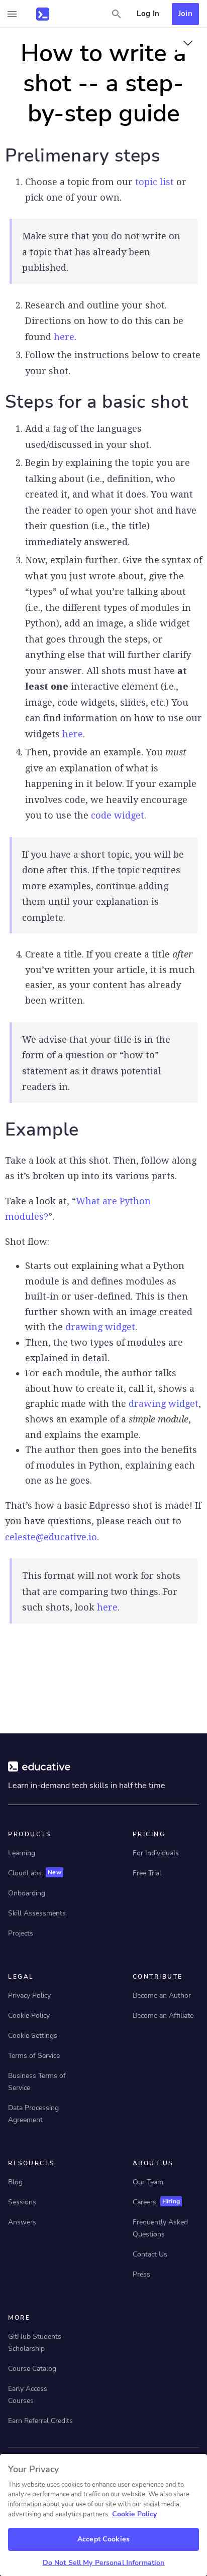 Log In
Join
How to write a
shot -- a step-
by-step guide
Prelimenary steps
1. Choose a topic from our topic list or
pick one of your own.
Make sure that you do not write on
a topic that has already been
published.
2. Research and outline your shot.
Directions on how to do this can be
found here.
3. Follow the instructions below to create
your shot.
Steps for a basic shot
1. Add a tag of the languages
used/discussed in your shot.
2. Begin by explaining the topic you are
talking about (i.e., definition, who
created it, and what it does. You want
the reader to open your shot and have
their question (i.e., the title)
immediately answered.
3. Now, explain further. Give the syntax of
what you just wrote about, give the
“types” of what you’re talking about
(i.e., the different types of modules in
Python), add an image, a slide widget
that goes through the steps, or
anything else that will further clarify
your answer. All shots must have at
least one interactive element (i.e.,
image, code widgets, slides, etc.) You
can find information on how to use our
widgets here.
4. Then, provide an example. You must
give an explanation of what is
happening in it below. If your example
involves code, we heavily encourage
you to use the code widget.
If you have a short topic, you will be
done after this. If the topic requires
more examples, continue adding
them until your explanation is
complete.
4. Create a title. If you create a title after
you’ve written your article, it is much
easier, as your content has already
been written.
We advise that your title is in the
form of a question or “how to”
statement as it draws potential
readers in.
Example
Take a look at this shot. Then, follow along
as it’s broken up into its various parts.
Take a look at, “What are Python
modules?”.
Shot flow:
• Starts out explaining what a Python
module is and defines modules as
built-in or user-defined. This is then
further shown with an image created
with the drawing widget.
• Then, the two types of modules are
explained in detail.
• For each module, the author talks
about how to create it, call it, shows a
graphic made with the drawing widget,
shows an example of a simple module,
and explains the example.
• The author then goes into the benefits
of modules in Python, explaining each
one as he goes.
That’s how a basic Edpresso shot is made! If
you have questions, please reach out to
celeste@educative.io.
This format will not work for shots
that are comparing two things. For
such shots, look here.
educative
Learn in-demand tech skills in half the time
PRODUCTS
Learning
CloudLabs New
Onboarding
Skill Assessments
Projects
PRICING
For Individuals
Free Trial
LEGAL
Privacy Policy
Cookie Policy
Cookie Settings
Terms of Service
Business Terms of
Service
Data Processing
Agreement
CONTRIBUTE
Become an Author
Become an Affiliate
RESOURCES
Blog
Sessions
Answers
ABOUT US
Our Team
Careers Hiring
Frequently Asked
Questions
Contact Us
Press
MORE
GitHub Students
Scholarship
Course Catalog
Early Access
Courses
Earn Referral Credits
Your Privacy
This website uses cookies to enhance user experience and to analyze
performance and traffic on our website. We also share information
about your use of our site with our social media,
advertising and analytics partners. Cookie Policy
Accept Cookies
Do Not Sell My Personal Information